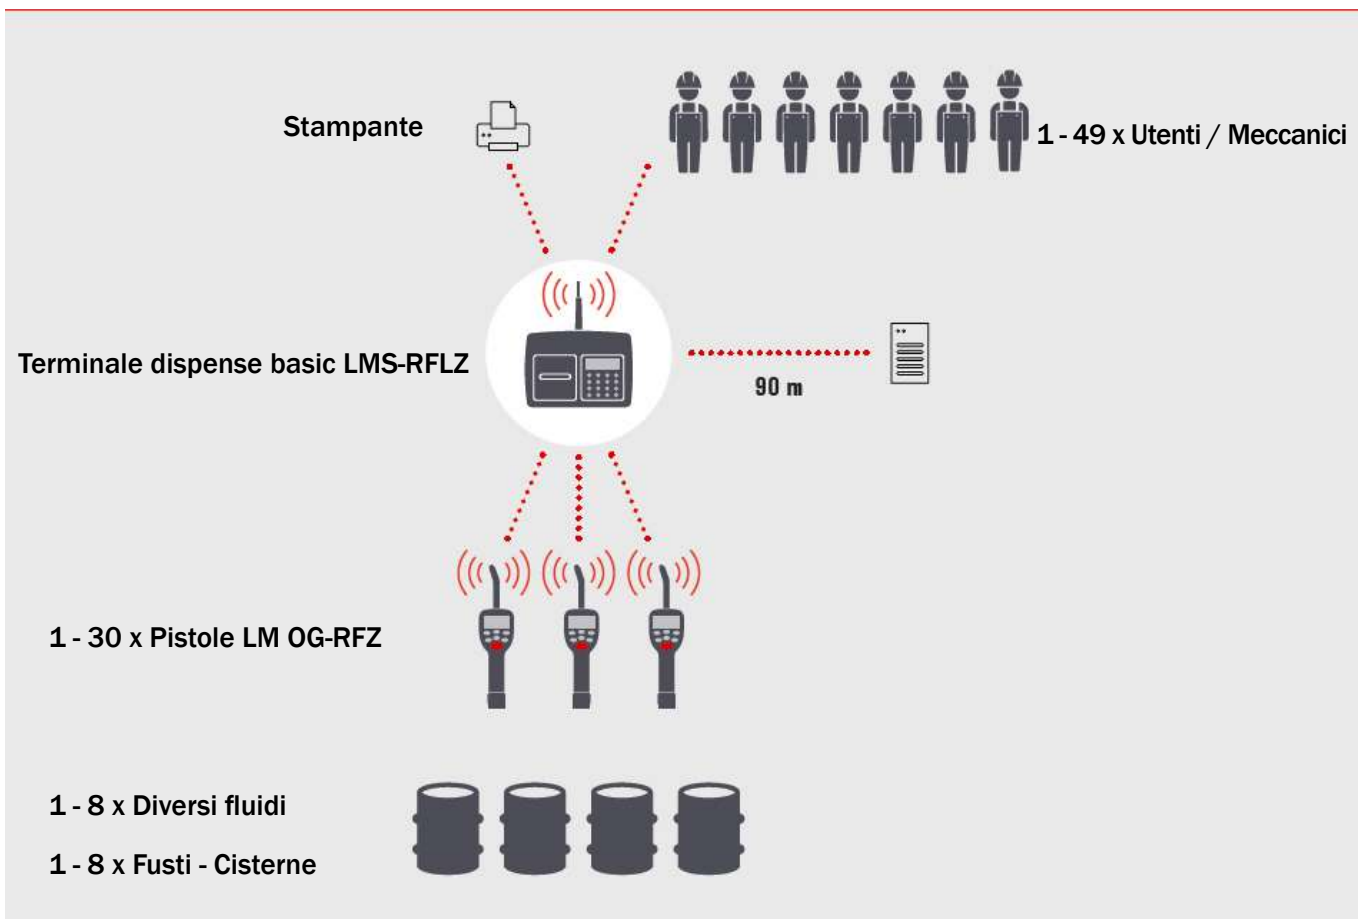 Stampante
1 - 49 x Utenti / Meccanici
Terminale dispense basic LMS-RFLZ
90 m
1 - 30 x Pistole LM OG-RFZ
1 - 8 x Diversi fluidi
1 - 8 x Fusti - Cisterne